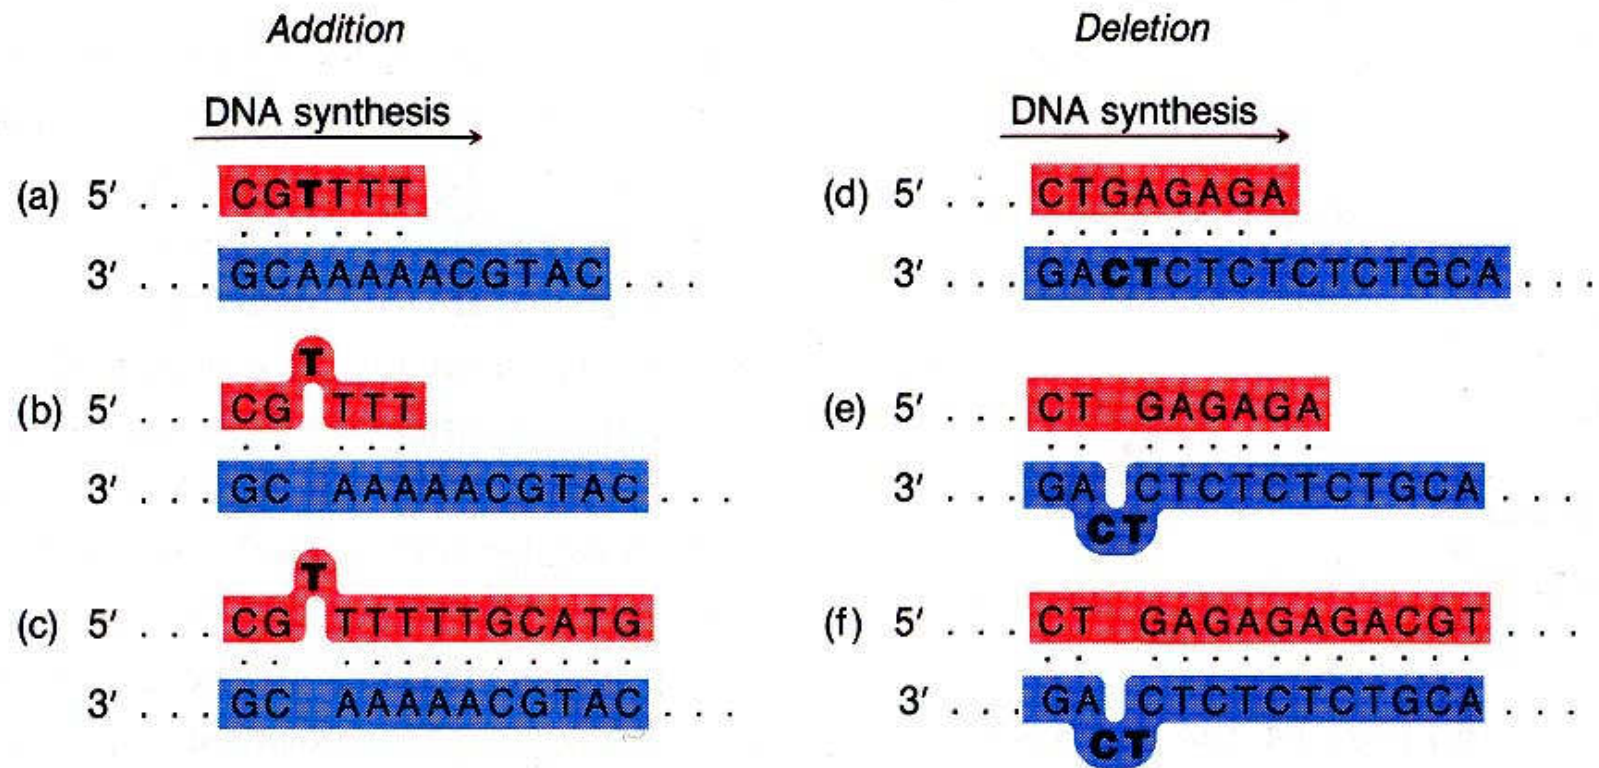 Addition
DNA synthesis
(a) 5′ . . . CGTTTT
3′ . . . GCAAAAACGTAC . . .
T
(b) 5′ . . . CG TTT
3′ . . . GC AAAAACGTAC . . .
T
(c) 5′ . . . CG TTTTTGCATG
3′ . . . GC AAAAACGTAC . . .
Deletion
DNA synthesis
(d) 5′ . . . CTGAGAGA
3′ . . . GACTCTCTCTCTGCA . . .
(e) 5′ . . . CT GAGAGA
3′ . . . GA CTCTCTCTGCA . . .
CT
(f) 5′ . . . CT GAGAGAGACGT . . .
3′ . . . GA CTCTCTCTGCA . . .
CT